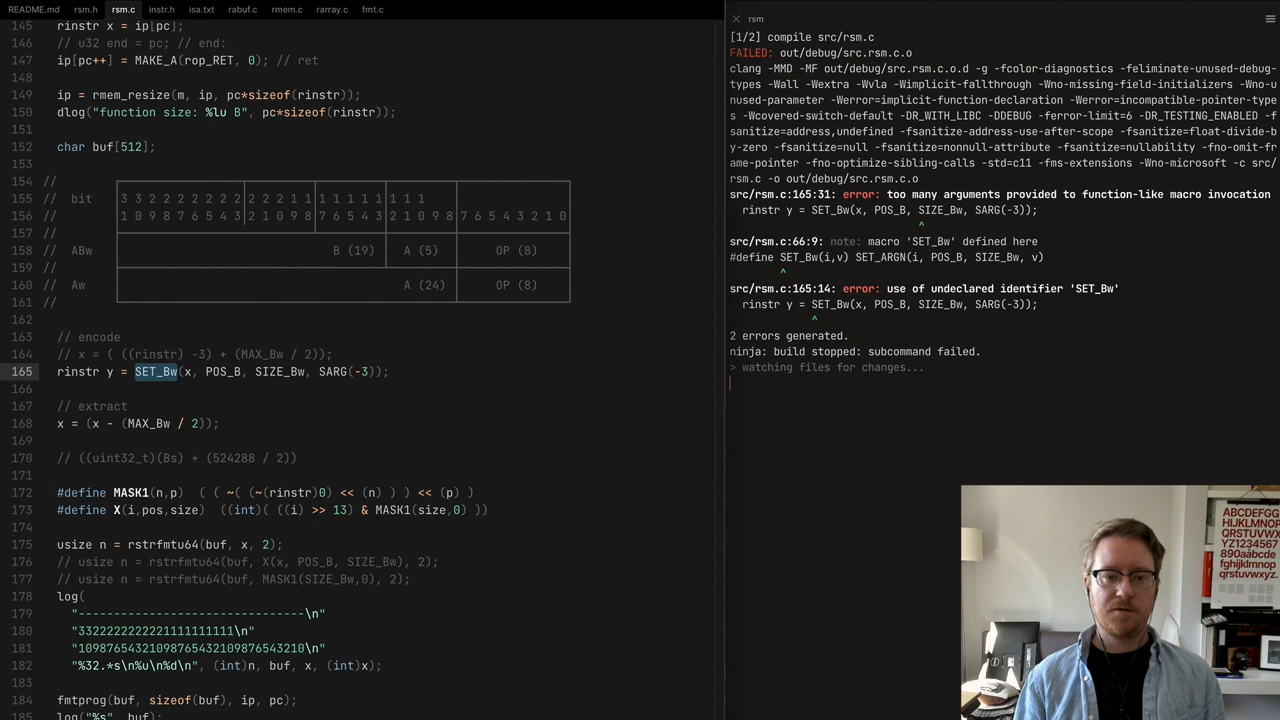 README.md rsm.h rsm.c instr.h isa.txt rabuf.c rmem.c rarray.c fmt.c
145 rinstr x = ip[pc];
146 // u32 end = pc; // end:
147 ip[pc++] = MAKE_A(rop_RET, 0); // ret
148
149 ip = rmem_resize(m, ip, pc*sizeof(rinstr));
150 dlog("function size: %lu B", pc*sizeof(rinstr));
151
152 char buf[512];
153
154 //
155 // bit 3 3 2 2 2 2 2 2 2 2 2 1 1 1 1 1 1 1 1 1 1
156 // 1 0 9 8 7 6 5 4 3 2 1 0 9 8 7 6 5 4 3 2 1 0 9 8 7 6 5 4 3 2 1 0
157 //
158 // ABw B (19) A (5) OP (8)
159 //
160 // Aw A (24) OP (8)
161 //
162
163 // encode
164 // x = ( ((rinstr) -3) + (MAX_Bw / 2));
165 rinstr y = SET_Bw(x, POS_B, SIZE_Bw, SARG(-3));
166
167 // extract
168 x = (x - (MAX_Bw / 2));
169
170 // ((uint32_t)(Bs) + (524288 / 2))
171
172 #define MASK1(n,p) ( ( ~( (~(rinstr)0) << (n) ) ) << (p) )
173 #define X(i,pos,size) ((int)( ((i) >> 13) & MASK1(size,0) ))
174
175 usize n = rstrfmtu64(buf, x, 2);
176 // usize n = rstrfmtu64(buf, X(x, POS_B, SIZE_Bw), 2);
177 // usize n = rstrfmtu64(buf, MASK1(SIZE_Bw,0), 2);
178 log(
179 "--------------------------------\n"
180 "3322222222221111111111\n"
181 "10987654321098765432109876543210\n"
182 "%32.*s\n%u\n%d\n", (int)n, buf, x, (int)x);
183
184 fmtprog(buf, sizeof(buf), ip, pc);
185 log("%s", buf);
× rsm
[1/2] compile src/rsm.c
FAILED: out/debug/src.rsm.c.o
clang -MMD -MF out/debug/src.rsm.c.o.d -g -fcolor-diagnostics -feliminate-unused-debug-
types -Wall -Wextra -Wvla -Wimplicit-fallthrough -Wno-missing-field-initializers -Wno-u
nused-parameter -Werror=implicit-function-declaration -Werror=incompatible-pointer-type
s -Wcovered-switch-default -DR_WITH_LIBC -DDEBUG -ferror-limit=6 -DR_TESTING_ENABLED -f
sanitize=address,undefined -fsanitize-address-use-after-scope -fsanitize=float-divide-b
y-zero -fsanitize=null -fsanitize=nonnull-attribute -fsanitize=nullability -fno-omit-f
rame-pointer -fno-optimize-sibling-calls -std=c11 -fms-extensions -Wno-microsoft -c src/
rsm.c -o out/debug/src.rsm.c.o
src/rsm.c:165:31: error: too many arguments provided to function-like macro invocation
rinstr y = SET_Bw(x, POS_B, SIZE_Bw, SARG(-3));
^
src/rsm.c:66:9: note: macro 'SET_Bw' defined here
#define SET_Bw(i,v) SET_ARGN(i, POS_B, SIZE_Bw, v)
^
src/rsm.c:165:14: error: use of undeclared identifier 'SET_Bw'
rinstr y = SET_Bw(x, POS_B, SIZE_Bw, SARG(-3));
^
2 errors generated.
ninja: build stopped: subcommand failed.
> watching files for changes...
ABCDEFG
HIJKLMN